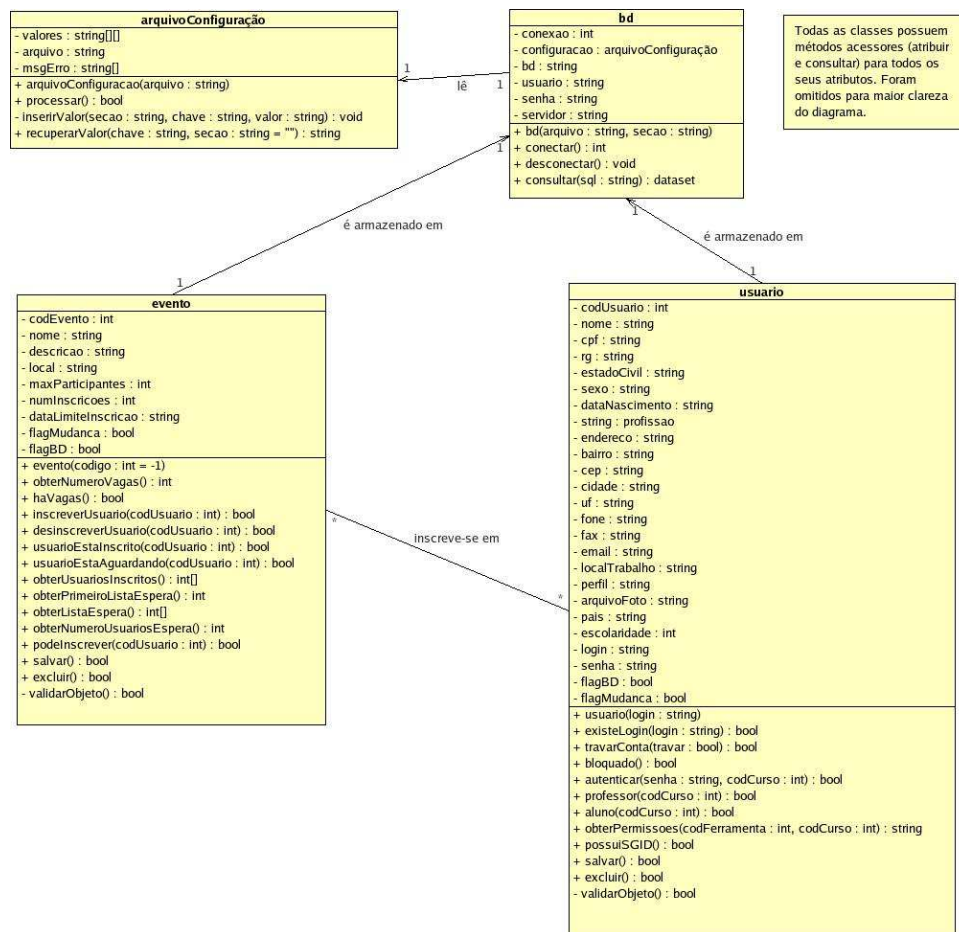 arquivoConfiguração
- valores : string[][]
- arquivo : string
- msgErro : string[]
+ arquivoConfiguracao(arquivo : string)
+ processar() : bool
- inserirValor(secao : string, chave : string, valor : string) : void
+ recuperarValor(chave : string, secao : string = "") : string
1
lê
1
bd
- conexao : int
- configuracao : arquivoConfiguração
- bd : string
- usuario : string
- senha : string
- servidor : string
+ bd(arquivo : string, secao : string)
+ conectar() : int
+ desconectar() : void
+ consultar(sql : string) : dataset
Todas as classes possuem
métodos acessores (atribuir
e consultar) para todos os
seus atributos. Foram
omitidos para maior clareza
do diagrama.
1
é armazenado em
1
1
é armazenado em
1
evento
- codEvento : int
- nome : string
- descricao : string
- local : string
- maxParticipantes : int
- numInscricoes : int
- dataLimiteInscricao : string
- flagMudanca : bool
- flagBD : bool
+ evento(codigo : int = -1)
+ obterNumeroVagas() : int
+ haVagas() : bool
+ inscreverUsuario(codUsuario : int) : bool
+ desinscreverUsuario(codUsuario : int) : bool
+ usuarioEstaInscrito(codUsuario : int) : bool
+ usuarioEstaAguardando(codUsuario : int) : bool
+ obterUsuariosInscritos() : int[]
+ obterPrimeiroListaEspera() : int
+ obterListaEspera() : int[]
+ obterNumeroUsuariosEspera() : int
+ podeInscrever(codUsuario : int) : bool
+ salvar() : bool
+ excluir() : bool
- validarObjeto() : bool
*
inscreve-se em
*
usuario
- codUsuario : int
- nome : string
- cpf : string
- rg : string
- estadoCivil : string
- sexo : string
- dataNascimento : string
- string : profissao
- endereco : string
- bairro : string
- cep : string
- cidade : string
- uf : string
- fone : string
- fax : string
- email : string
- localTrabalho : string
- perfil : string
- arquivoFoto : string
- pais : string
- escolaridade : int
- login : string
- senha : string
- flagBD : bool
- flagMudanca : bool
+ usuario(login : string)
+ existeLogin(login : string) : bool
+ travarConta(travar : bool) : bool
+ bloquado() : bool
+ autenticar(senha : string, codCurso : int) : bool
+ professor(codCurso : int) : bool
+ aluno(codCurso : int) : bool
+ obterPermissoes(codFerramenta : int, codCurso : int) : string
+ possuiSGID() : bool
+ salvar() : bool
+ excluir() : bool
- validarObjeto() : bool